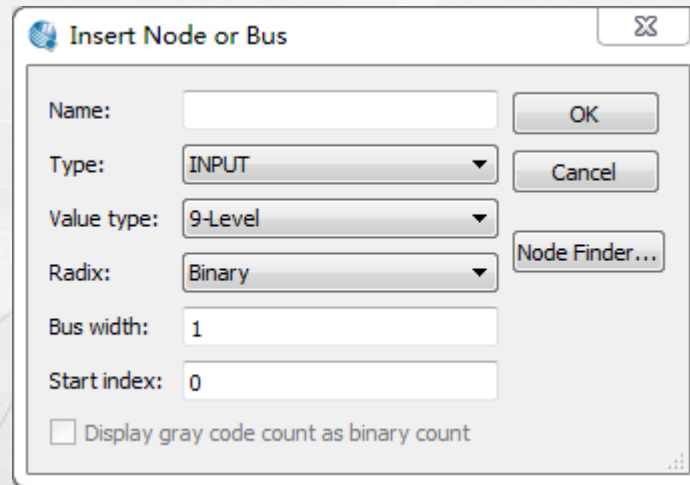 Insert Node or Bus
Name:
OK
Type: INPUT
Cancel
Value type: 9-Level
Node Finder...
Radix: Binary
Bus width: 1
Start index: 0
Display gray code count as binary count